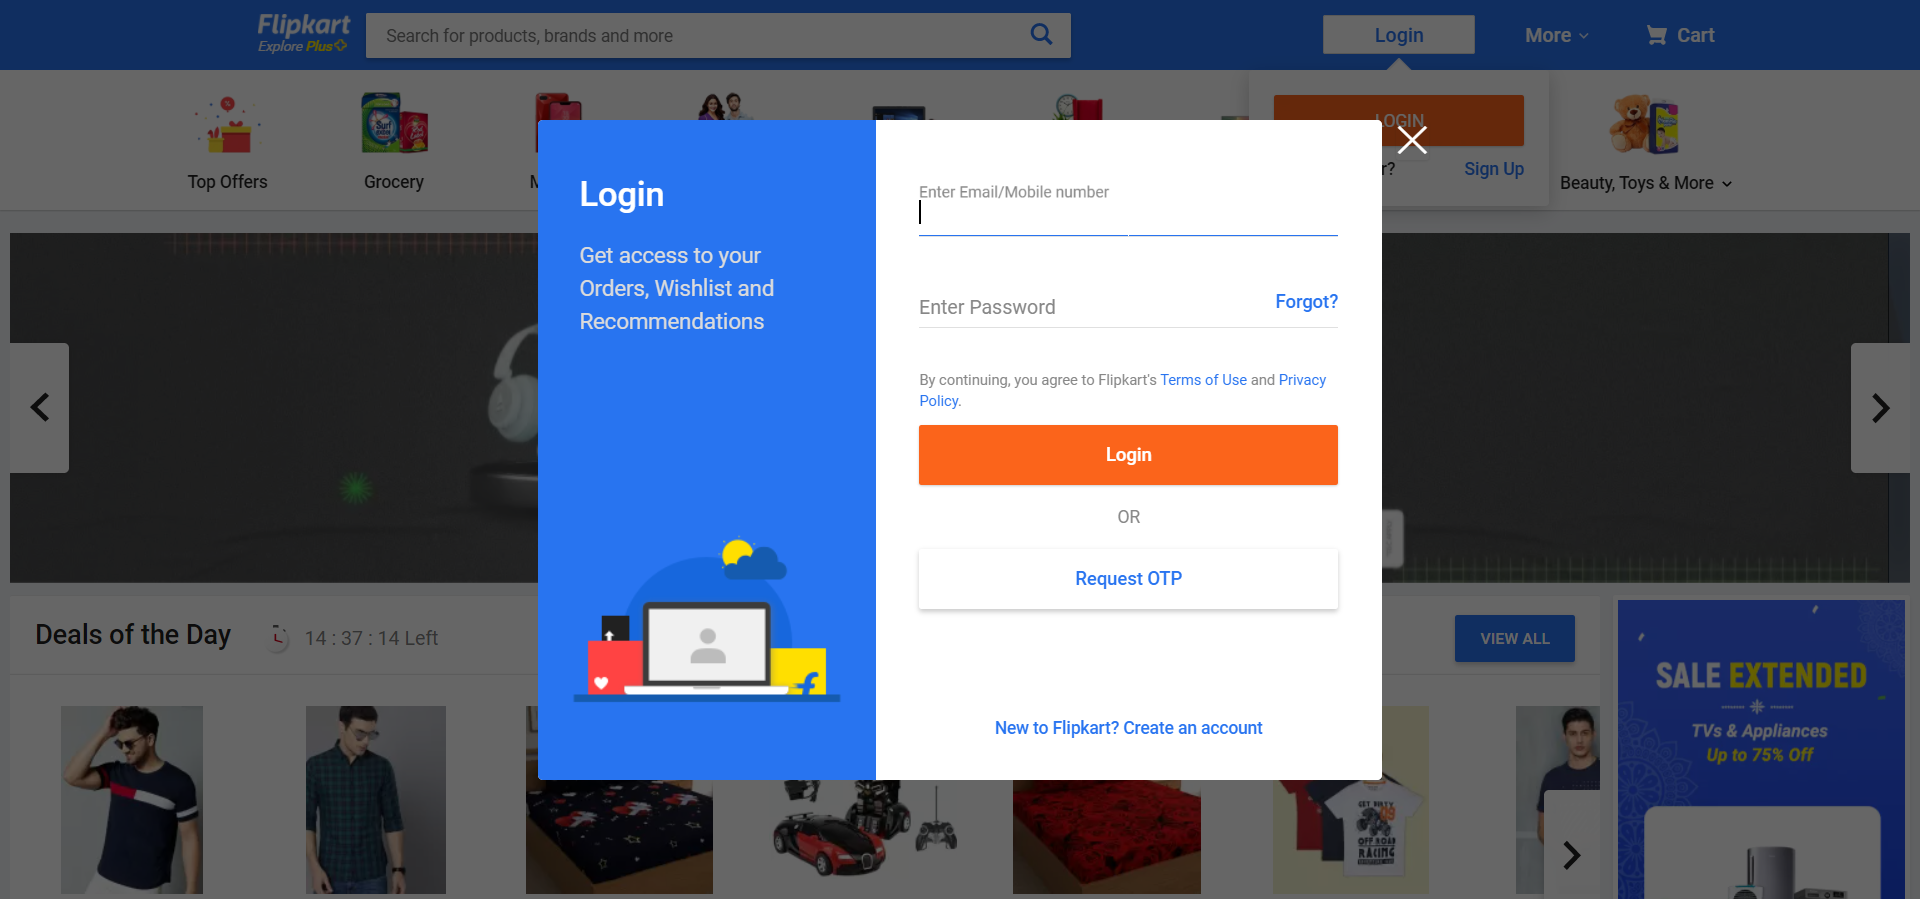 Flipkart
Explore Plus
Search for products, brands and more
Login
More
Cart
LOGIN
r?
Sign Up
Top Offers
Grocery
M
Beauty, Toys & More
Login
Get access to your
Orders, Wishlist and
Recommendations
Enter Email/Mobile number
Enter Password
Forgot?
By continuing, you agree to Flipkart's Terms of Use and Privacy
Policy.
Login
OR
Request OTP
New to Flipkart? Create an account
Deals of the Day
14 : 37 : 14 Left
VIEW ALL
SALE EXTENDED
TVs & Appliances
Up to 75% Off
GET DIRTY
09
OFF ROAD
RACING